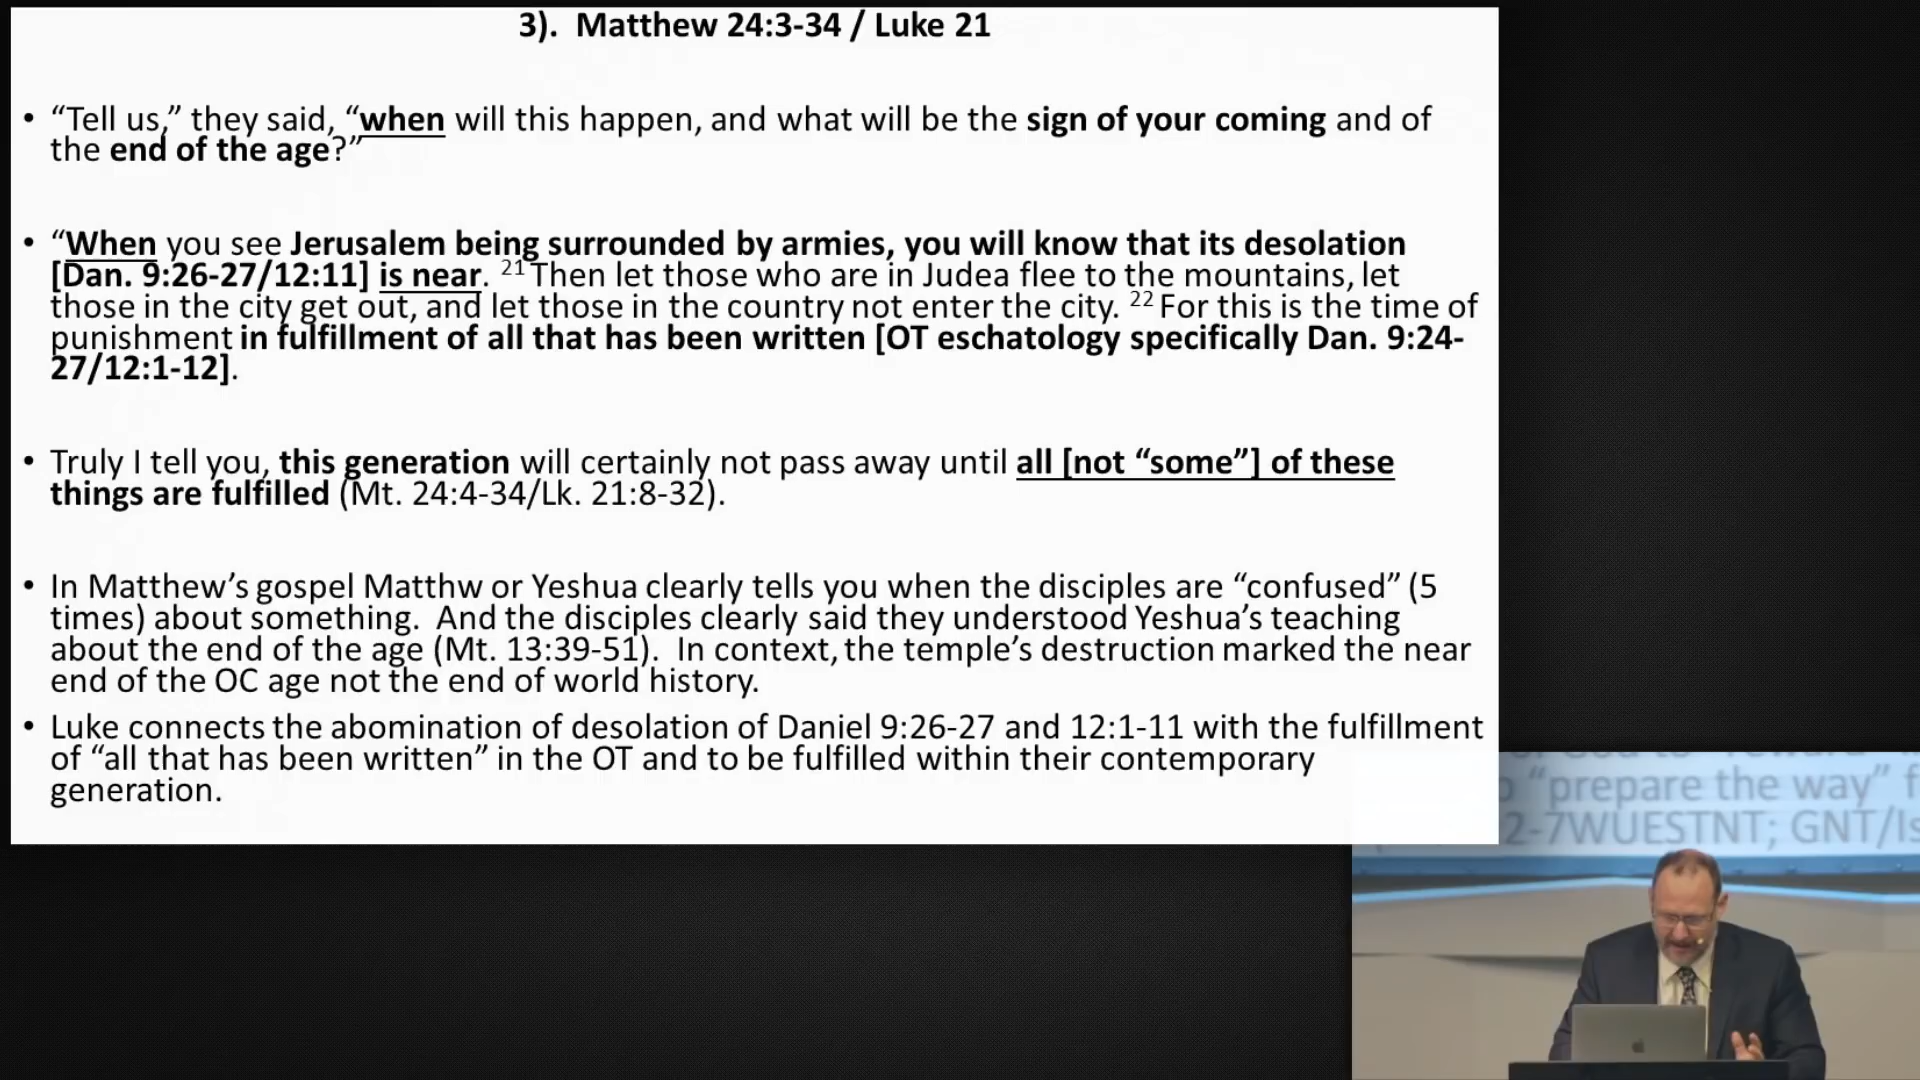 3). Matthew 24:3-34 / Luke 21
• “Tell us,” they said, “when will this happen, and what will be the sign of your coming and of
the end of the age?”
• “When you see Jerusalem being surrounded by armies, you will know that its desolation
[Dan. 9:26-27/12:11] is near. 21 Then let those who are in Judea flee to the mountains, let
those in the city get out, and let those in the country not enter the city. 22 For this is the time of
punishment in fulfillment of all that has been written [OT eschatology specifically Dan. 9:24-
27/12:1-12].
• Truly I tell you, this generation will certainly not pass away until all [not “some”] of these
things are fulfilled (Mt. 24:4-34/Lk. 21:8-32).
• In Matthew’s gospel Matthw or Yeshua clearly tells you when the disciples are “confused” (5
times) about something. And the disciples clearly said they understood Yeshua’s teaching
about the end of the age (Mt. 13:39-51). In context, the temple’s destruction marked the near
end of the OC age not the end of world history.
• Luke connects the abomination of desolation of Daniel 9:26-27 and 12:1-11 with the fulfillment
of “all that has been written” in the OT and to be fulfilled within their contemporary
generation.
“prepare the way” f
2-7WUESTNT; GNT/Is